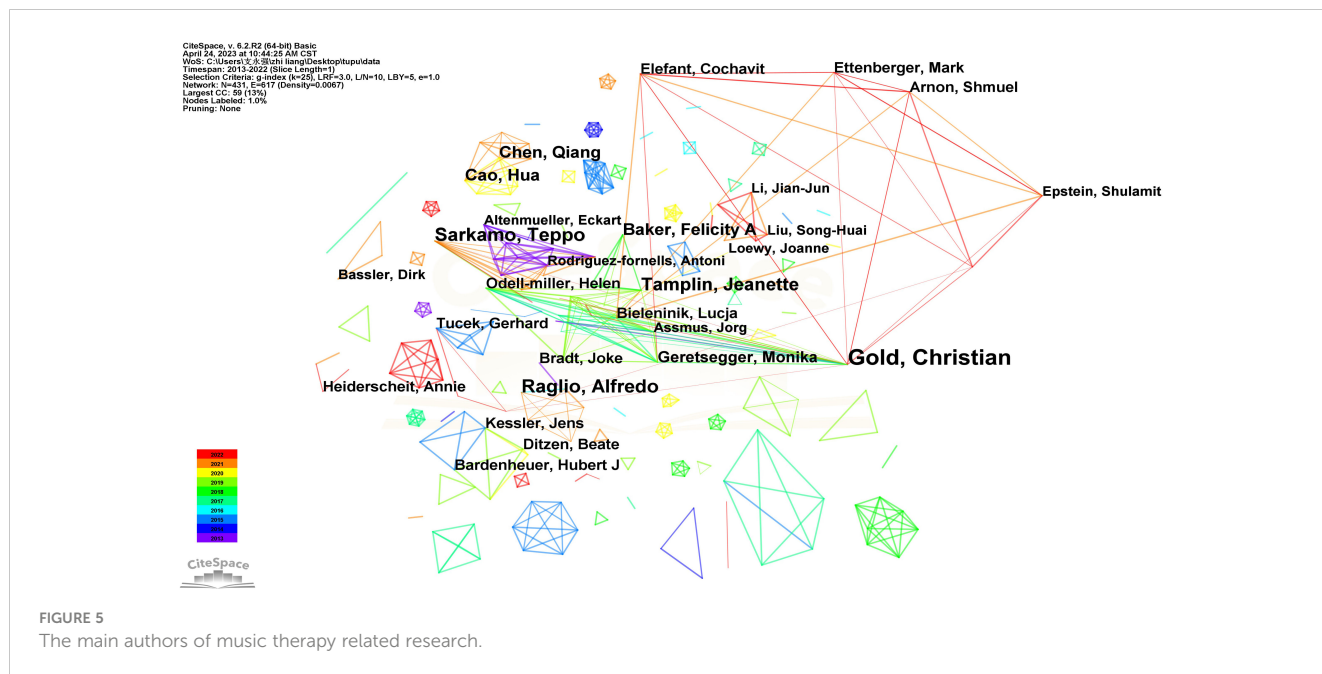 CiteSpace, v. 6.2.R2 (64-bit) Basic
April 24, 2023 at 10:44:25 AM CST
WoS: C:\Users\支永强\zhi liang\Desktop\tupu\data
Timespan: 2013-2022 (Slice Length=1)
Selection Criteria: g-index (k=25), LRF=3.0, L/N=10, LBY=5, e=1.0
Network: N=431, E=617 (Density=0.0067)
Largest CC: 59 (13%)
Nodes Labeled: 1.0%
Pruning: None
Elefant, Cochavit
Ettenberger, Mark
Arnon, Shmuel
Chen, Qiang
Cao, Hua
Li, Jian-Jun
Epstein, Shulamit
Altenmueller, Eckart
Sarkamo, Teppo
Baker, Felicity A
Liu, Song-Huai
Loewy, Joanne
Rodriguez-fornells, Antoni
Bassler, Dirk
Odell-miller, Helen
Tamplin, Jeanette
Bieleninik, Lucja
Tucek, Gerhard
Assmus, Jorg
Bradt, Joke
Geretsegger, Monika
Gold, Christian
Heiderscheit, Annie
Raglio, Alfredo
Kessler, Jens
Ditzen, Beate
Bardenheuer, Hubert J
2022
2021
2020
2019
2018
2017
2016
2015
2014
2013
CiteSpace
FIGURE 5
The main authors of music therapy related research.